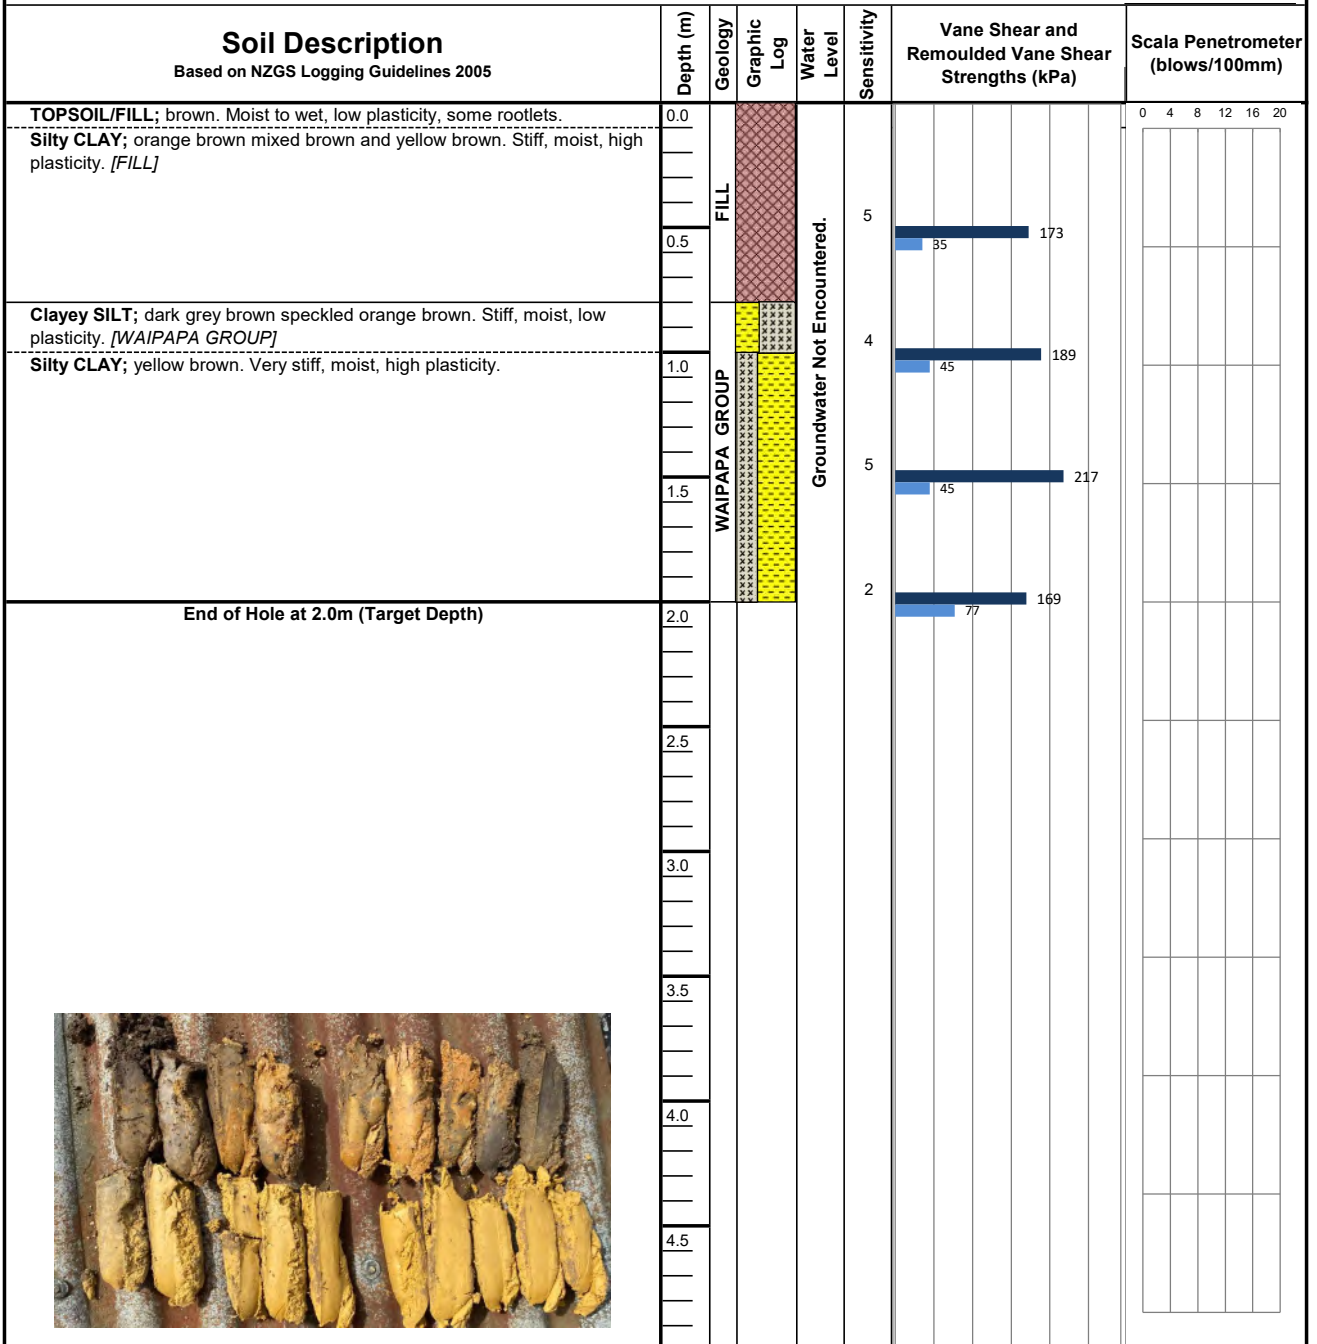 Soil Description
Based on NZGS Logging Guidelines 2005
Depth (m)
Geology
Graphic
Log
Water
Level
Sensitivity
Vane Shear and
Remoulded Vane Shear
Strengths (kPa)
Scala Penetrometer
(blows/100mm)
TOPSOIL/FILL; brown. Moist to wet, low plasticity, some rootlets.
0.0
0 4 8 12 16 20
Silty CLAY; orange brown mixed brown and yellow brown. Stiff, moist, high
plasticity. [FILL]
FILL
Groundwater Not Encountered.
5
173
35
0.5
Clayey SILT; dark grey brown speckled orange brown. Stiff, moist, low
plasticity. [WAIPAPA GROUP]
4
189
45
Silty CLAY; yellow brown. Very stiff, moist, high plasticity.
1.0
WAIPAPA GROUP
5
217
45
1.5
2
169
77
End of Hole at 2.0m (Target Depth)
2.0
2.5
3.0
3.5
4.0
4.5